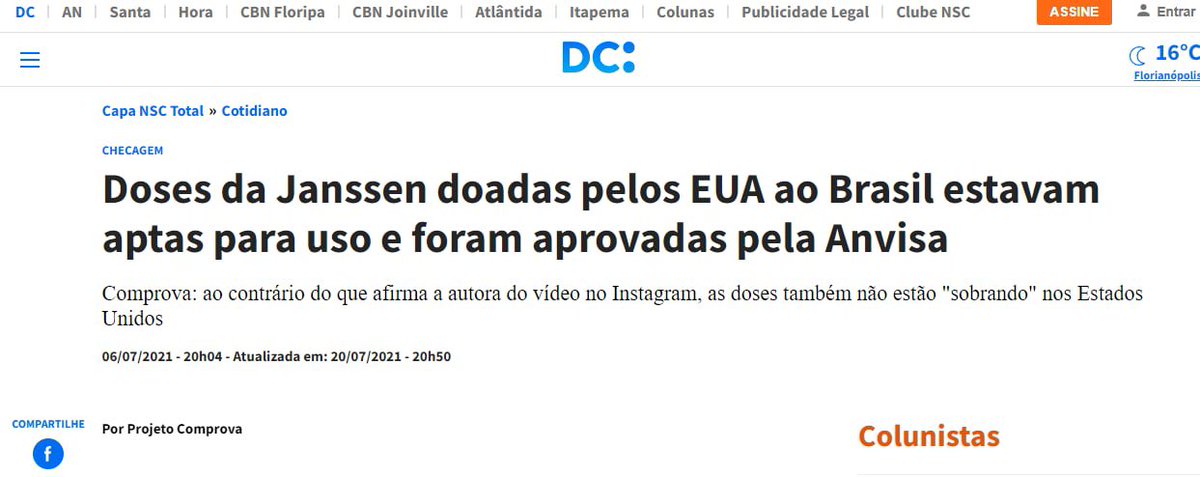 DC AN Santa Hora CBN Floripa CBN Joinville Atlântida Itapema Colunas Publicidade Legal Clube NSC ASSINE Entrar
DC: 16°C
Florianópolis
Capa NSC Total » Cotidiano
CHECAGEM
Doses da Janssen doadas pelos EUA ao Brasil estavam
aptas para uso e foram aprovadas pela Anvisa
Comprova: ao contrário do que afirma a autora do vídeo no Instagram, as doses também não estão "sobrando" nos Estados
Unidos
06/07/2021 - 20h04 - Atualizada em: 20/07/2021 - 20h50
COMPARTILHE
Por Projeto Comprova
Colunistas